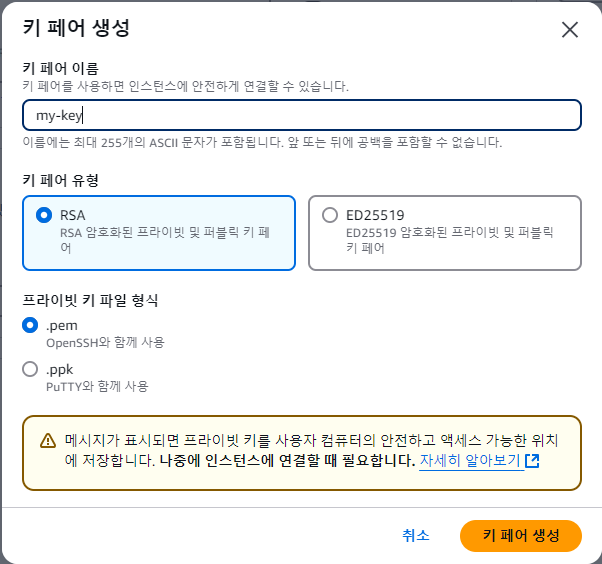 키 페어 생성
키 페어 이름
키 페어를 사용하면 인스턴스에 안전하게 연결할 수 있습니다.
my-key
이름에는 최대 255개의 ASCII 문자가 포함됩니다. 앞 또는 뒤에 공백을 포함할 수 없습니다.
키 페어 유형
RSA
RSA 암호화된 프라이빗 및 퍼블릭 키 페
어
ED25519
ED25519 암호화된 프라이빗 및 퍼블릭
키 페어
프라이빗 키 파일 형식
.pem
OpenSSH와 함께 사용
.ppk
PuTTY와 함께 사용
메시지가 표시되면 프라이빗 키를 사용자 컴퓨터의 안전하고 액세스 가능한 위치
에 저장합니다. 나중에 인스턴스에 연결할 때 필요합니다. 자세히 알아보기
취소
키 페어 생성